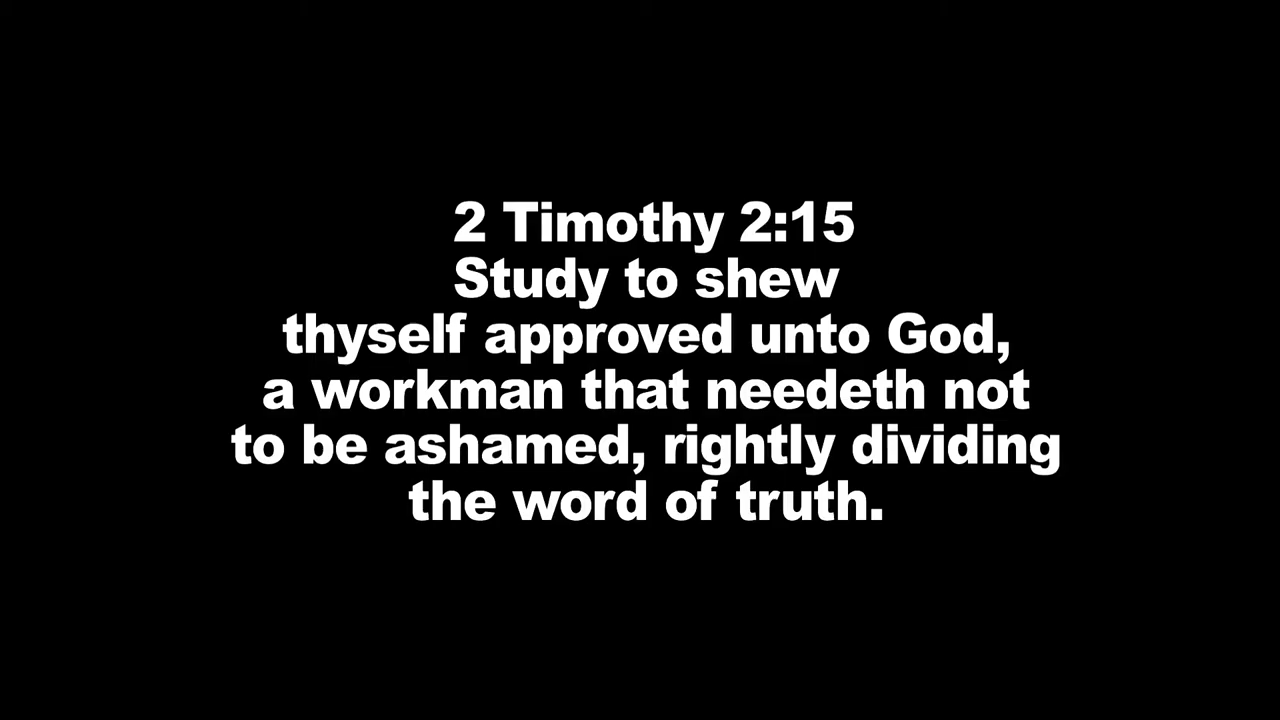 2 Timothy 2:15
Study to shew
thyself approved unto God,
a workman that needeth not
to be ashamed, rightly dividing
the word of truth.